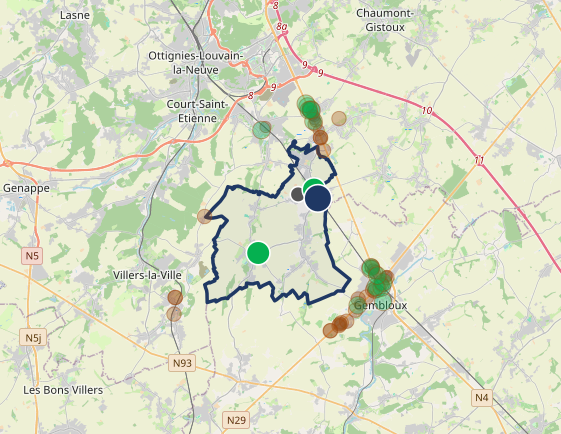 Lasne
Chaumont-
Gistoux
8
8a
Ottignies-Louvain-
la-Neuve
9
9
9
8
10
Court-Saint-
Etienne
11
Genappe
N5
Villers-la-Ville
Gembloux
N5j
N93
Les Bons Villers
N4
N29